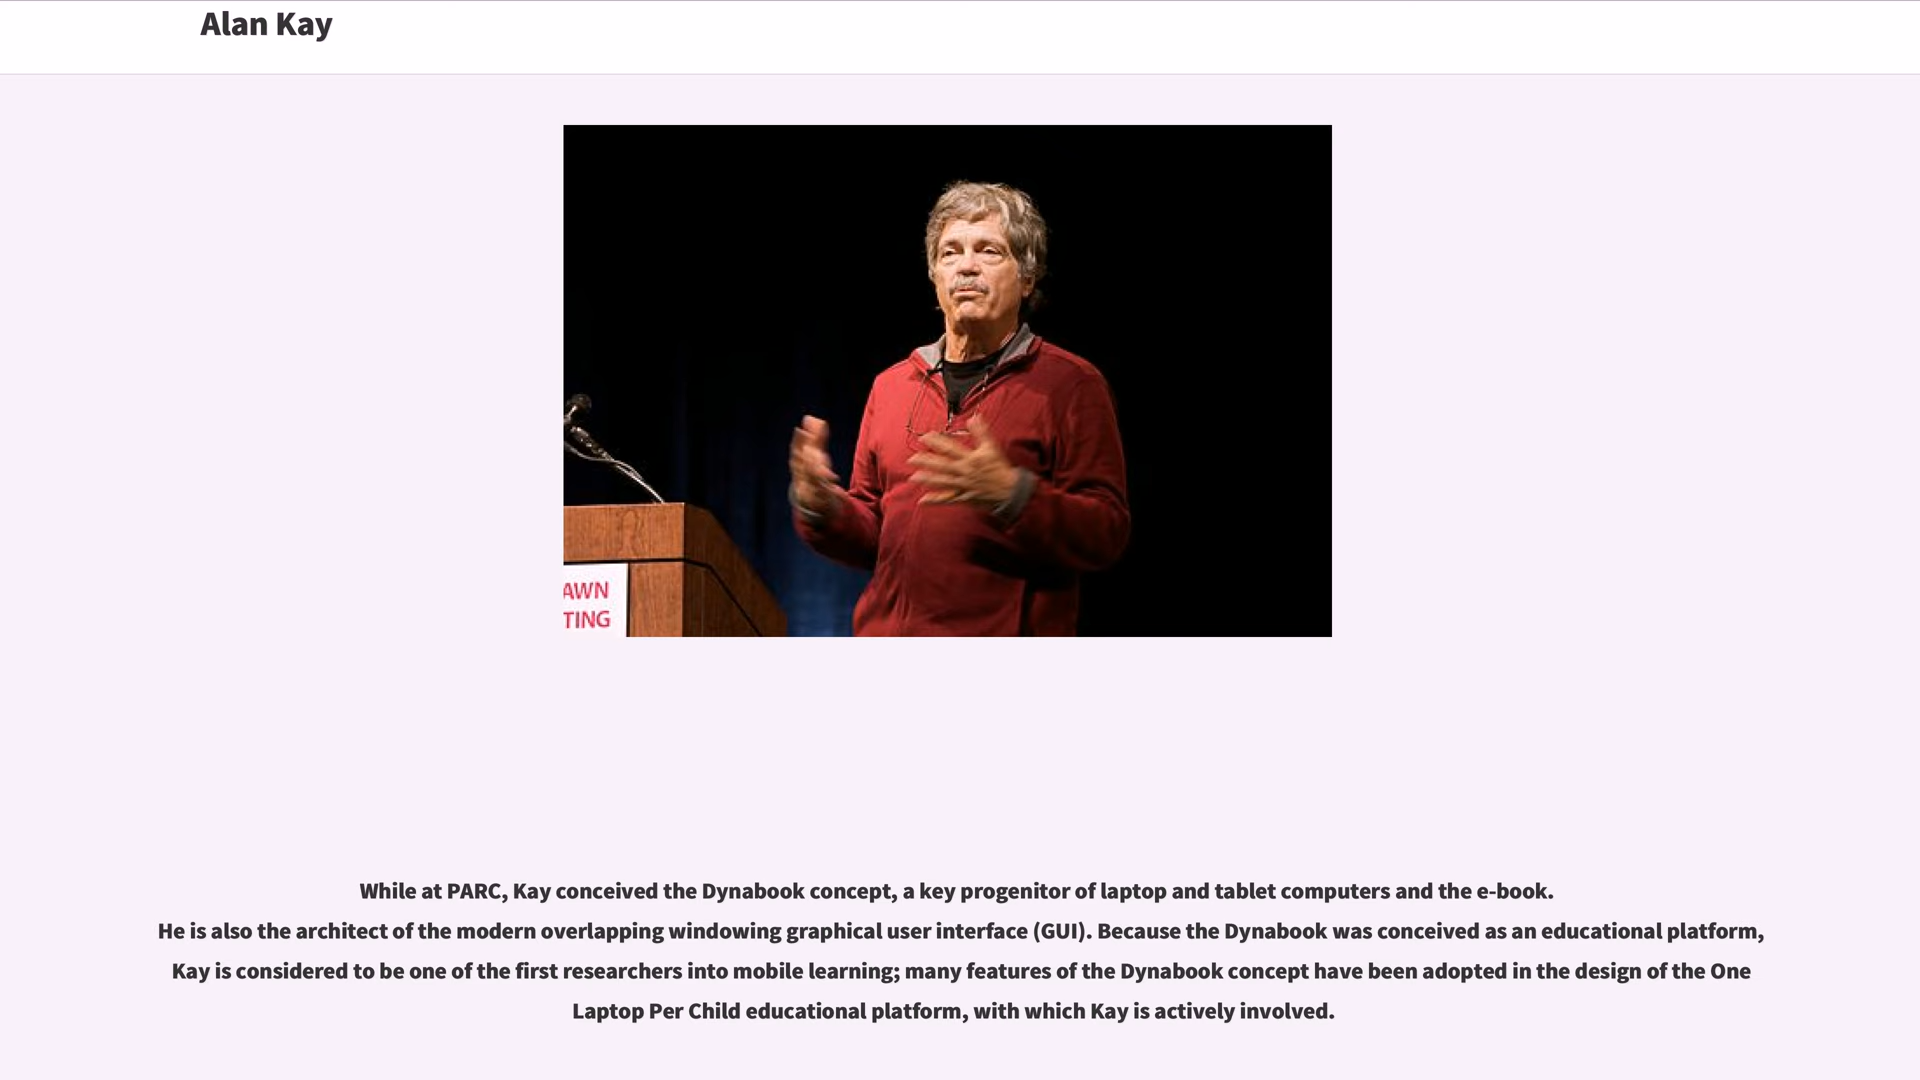 Alan Kay
AWN
TING
While at PARC, Kay conceived the Dynabook concept, a key progenitor of laptop and tablet computers and the e-book.
He is also the architect of the modern overlapping windowing graphical user interface (GUI). Because the Dynabook was conceived as an educational platform,
Kay is considered to be one of the first researchers into mobile learning; many features of the Dynabook concept have been adopted in the design of the One
Laptop Per Child educational platform, with which Kay is actively involved.